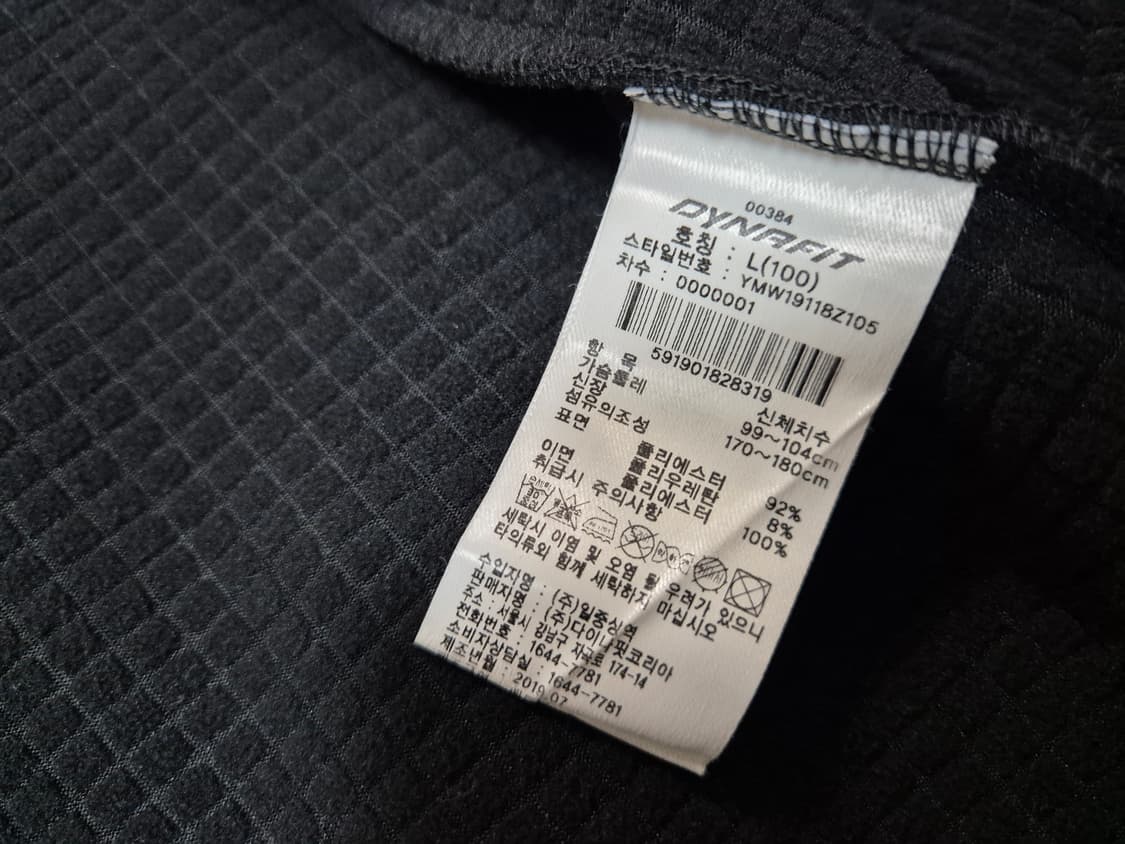 00384
DYNAFIT
호칭 : L(100)
스타일번호 : YMW19118Z105
차수 : 0000001
591901828319
항 목 신체치수
가슴둘레 99~104cm
신장 170~180cm
섬유의조성
표면 폴리에스터 92%
폴리우레탄 8%
이면 폴리에스터 100%
취급시 주의사항
세탁시 이염 및 오염 될 우려가 있으니
타의류와 함께 세탁하지 마십시오
수입자명 : (주)일중상역
판매자명 : (주)다이나핏코리아
주소 : 서울시 강남구 자곡로 174-14
전화번호 : 1644-7781
소비자상담실 : 1644-7781
제조년월 : 2019.07